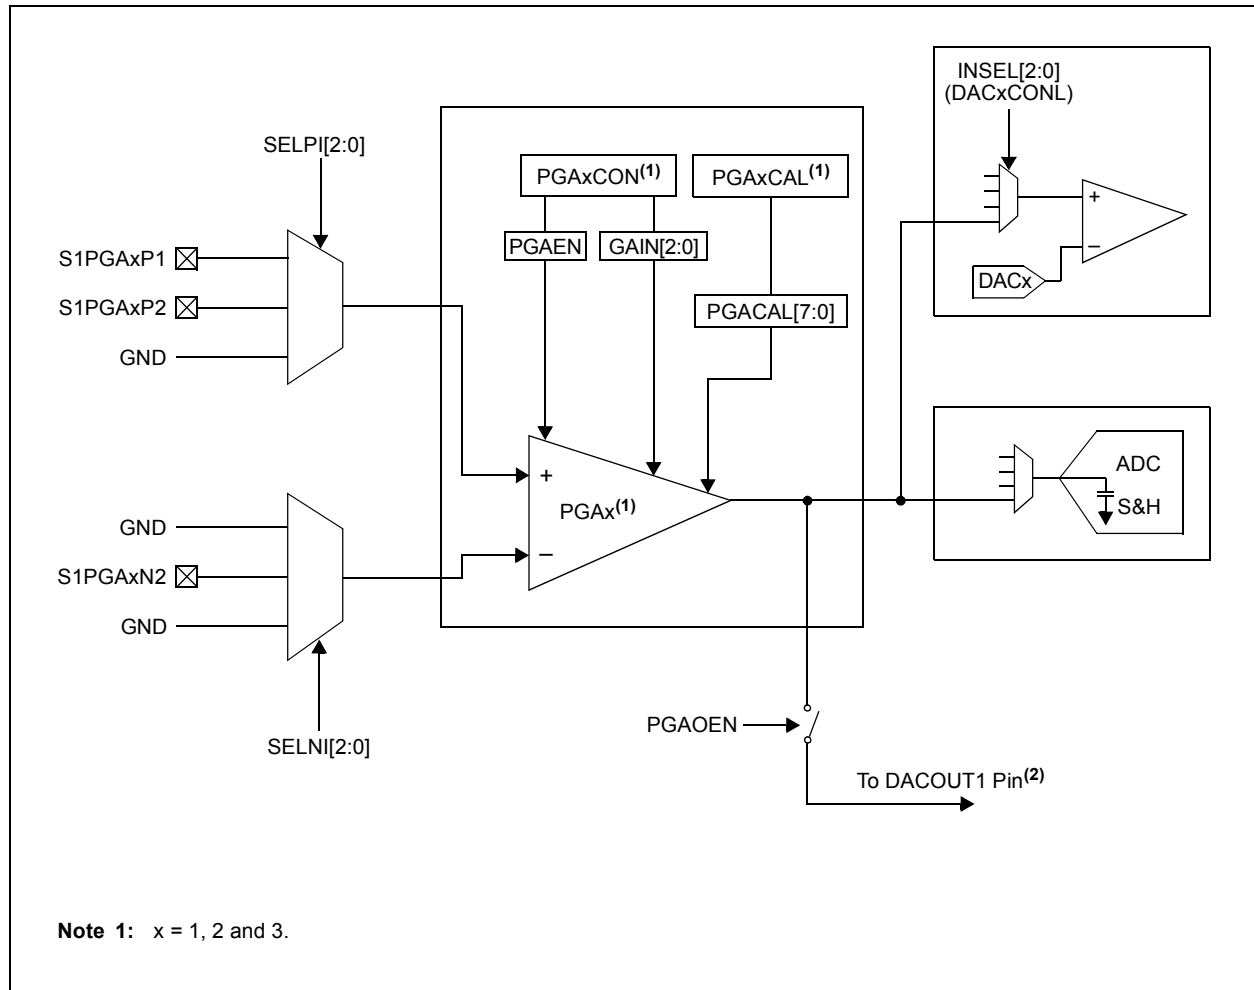 INSEL[2:0]
(DACxCONL)
SELPI[2:0]
PGAxCON(1)
PGAxCAL(1)
PGAEN
GAIN[2:0]
PGACAL[7:0]
S1PGAxP1
S1PGAxP2
GND
+
–
DACx
+
–
PGAx(1)
ADC
S&H
GND
S1PGAxN2
GND
SELNI[2:0]
PGAOEN
To DACOUT1 Pin(2)
Note 1: x = 1, 2 and 3.